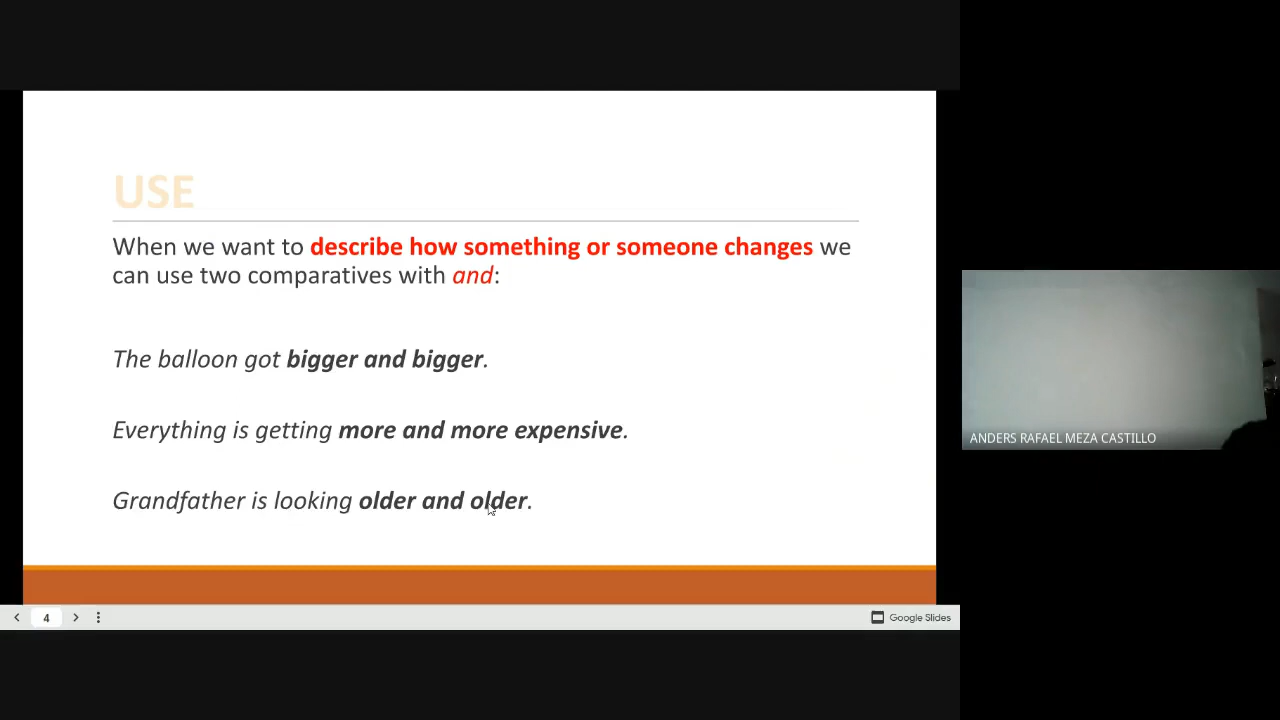 USE
When we want to describe how something or someone changes we
can use two comparatives with and:
The balloon got bigger and bigger.
Everything is getting more and more expensive.
Grandfather is looking older and older.
ANDERS RAFAEL MEZA CASTILLO
4
Google Slides